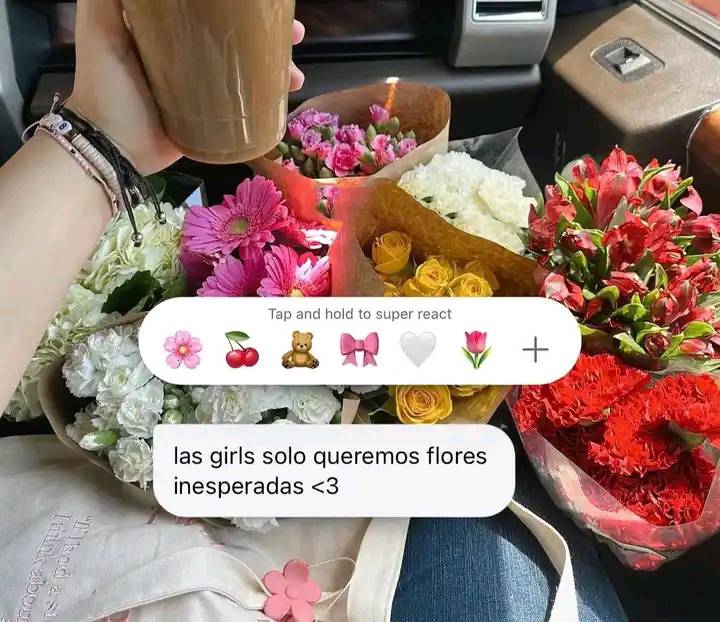 Tap and hold to super react
las girls solo queremos flores
inesperadas <3